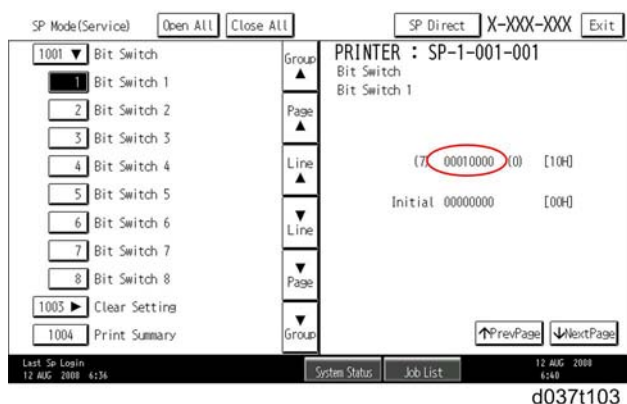 SP Mode(Service) Open All Close All SP Direct X-XXX-XXX Exit
1001 ▼ Bit Switch
1 Bit Switch 1
2 Bit Switch 2
3 Bit Switch 3
4 Bit Switch 4
5 Bit Switch 5
6 Bit Switch 6
7 Bit Switch 7
8 Bit Switch 8
1003 ► Clear Setting
1004 Print Summary
Group ▲
Page ▲
Line ▲
▼ Line
▼ Page
▼ Group
PRINTER : SP-1-001-001
Bit Switch
Bit Switch 1
(7) 00010000 (0) [10H]
Initial 00000000 [00H]
↑PrevPage ↓NextPage
Last Sp Login
12 AUG 2008 6:36
System Status Job List
12 AUG 2008
6:40
d037t103